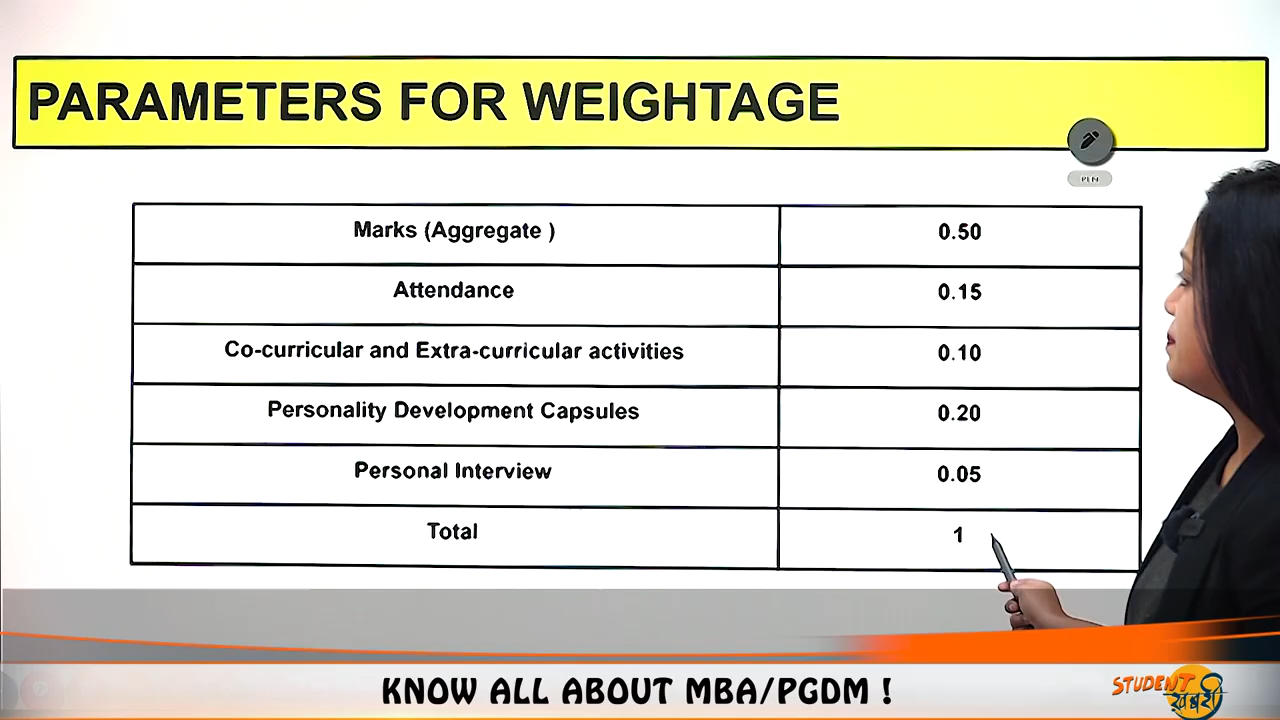 PARAMETERS FOR WEIGHTAGE
PEN
Marks (Aggregate ) 0.50
Attendance 0.15
Co-curricular and Extra-curricular activities 0.10
Personality Development Capsules 0.20
Personal Interview 0.05
Total 1
KNOW ALL ABOUT MBA/PGDM !
STUDENT
खबरी